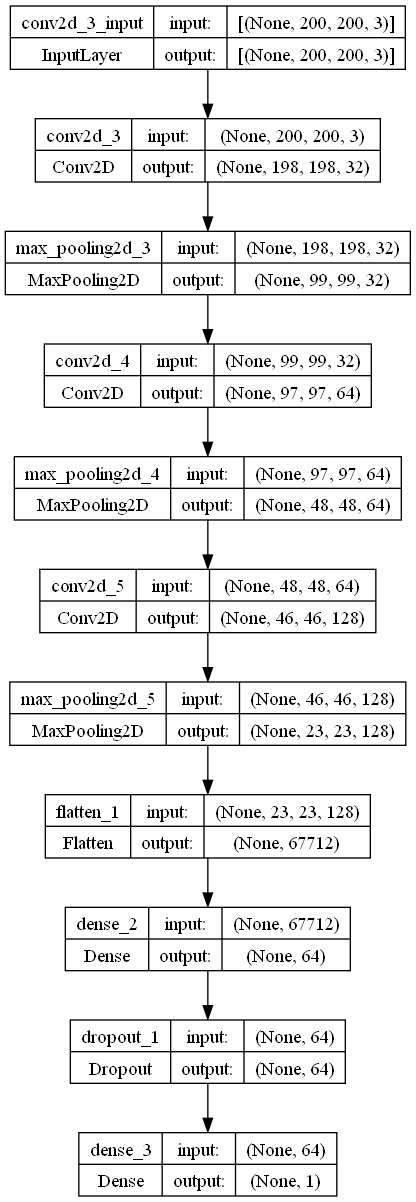 conv2d_3_input input: [(None, 200, 200, 3)]
InputLayer output: [(None, 200, 200, 3)]
conv2d_3 input: (None, 200, 200, 3)
Conv2D output: (None, 198, 198, 32)
max_pooling2d_3 input: (None, 198, 198, 32)
MaxPooling2D output: (None, 99, 99, 32)
conv2d_4 input: (None, 99, 99, 32)
Conv2D output: (None, 97, 97, 64)
max_pooling2d_4 input: (None, 97, 97, 64)
MaxPooling2D output: (None, 48, 48, 64)
conv2d_5 input: (None, 48, 48, 64)
Conv2D output: (None, 46, 46, 128)
max_pooling2d_5 input: (None, 46, 46, 128)
MaxPooling2D output: (None, 23, 23, 128)
flatten_1 input: (None, 23, 23, 128)
Flatten output: (None, 67712)
dense_2 input: (None, 67712)
Dense output: (None, 64)
dropout_1 input: (None, 64)
Dropout output: (None, 64)
dense_3 input: (None, 64)
Dense output: (None, 1)